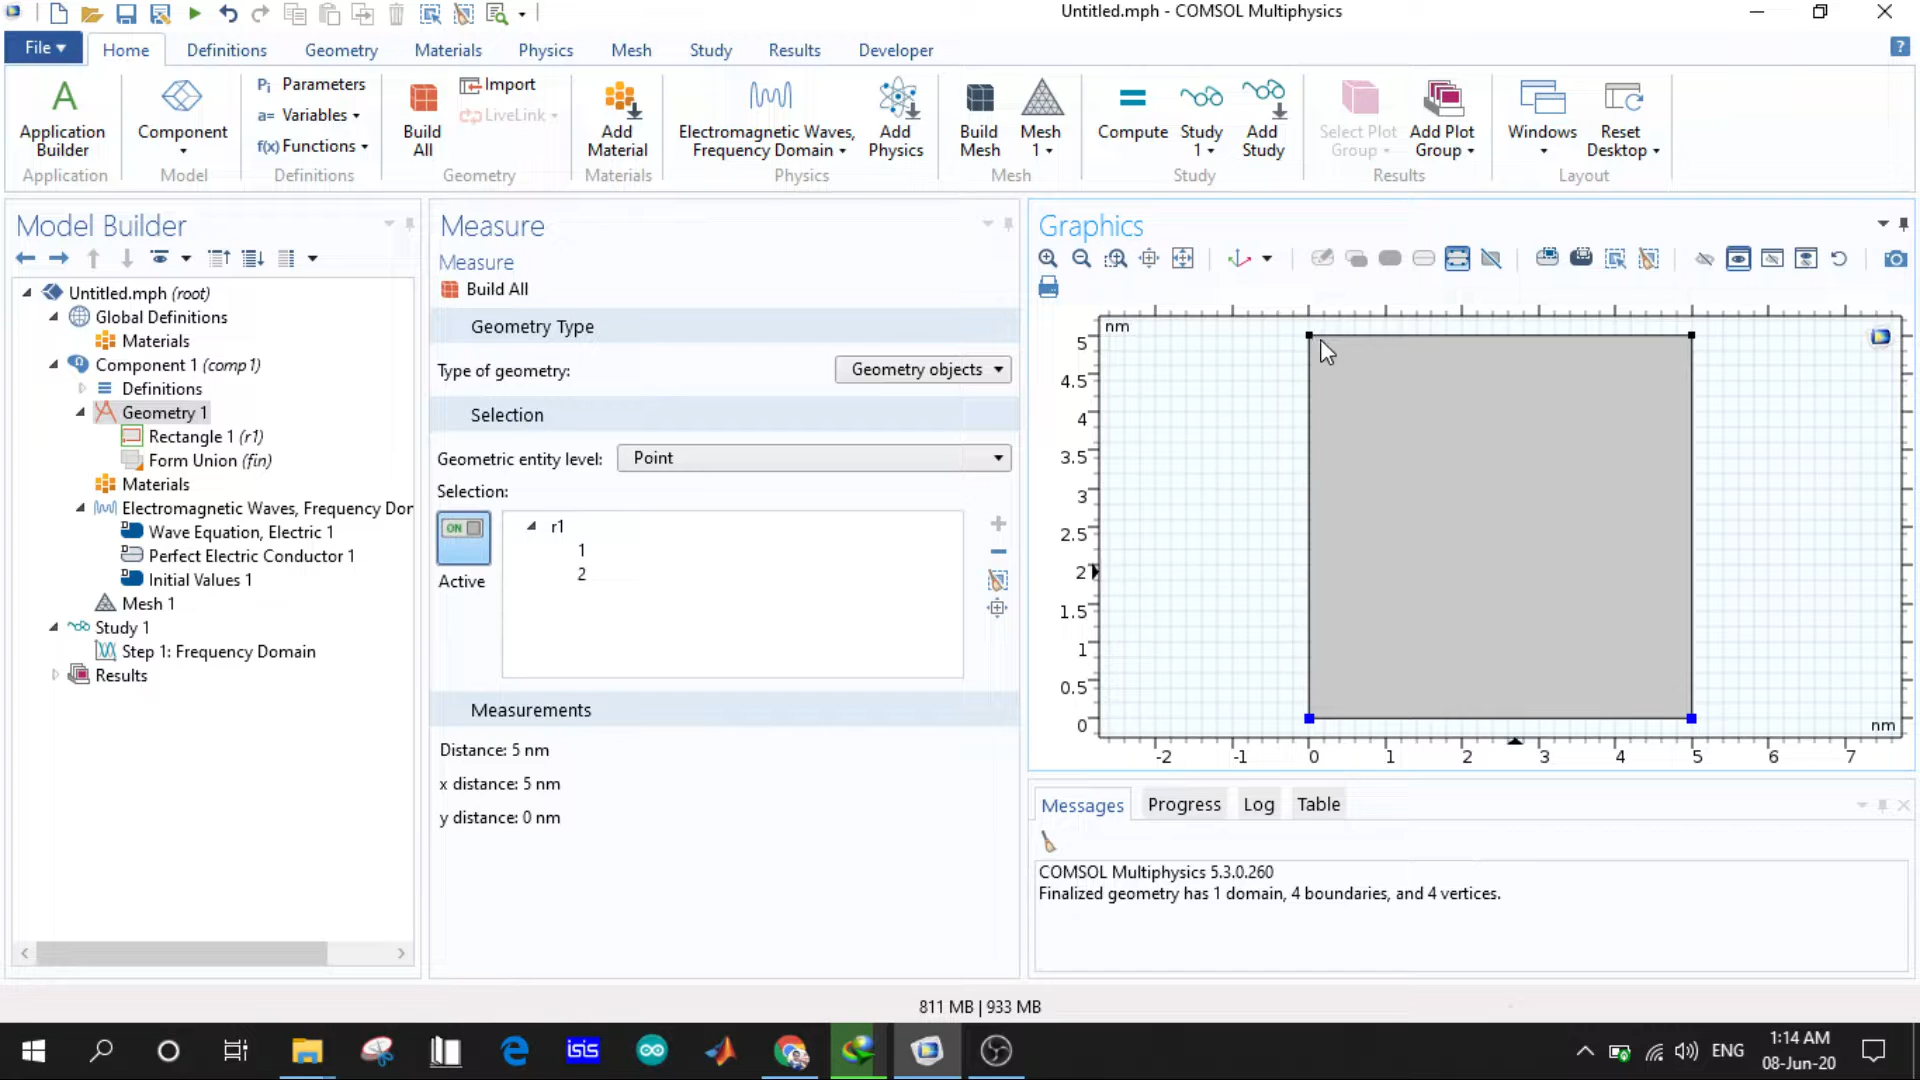 Untitled.mph - COMSOL Multiphysics
File
Home
Definitions
Geometry
Materials
Physics
Mesh
Study
Results
Developer
Application Builder
Application
Component
Model
Pi Parameters
a= Variables
f(x) Functions
Definitions
Build All
Import
LiveLink
Geometry
Add Material
Materials
Electromagnetic Waves, Frequency Domain
Add Physics
Physics
Build Mesh
Mesh 1
Mesh
Compute
Study 1
Add Study
Study
Select Plot Group
Add Plot Group
Results
Windows
Reset Desktop
Layout
Model Builder
Untitled.mph (root)
Global Definitions
Materials
Component 1 (comp1)
Definitions
Geometry 1
Rectangle 1 (r1)
Form Union (fin)
Materials
Electromagnetic Waves, Frequency Dor
Wave Equation, Electric 1
Perfect Electric Conductor 1
Initial Values 1
Mesh 1
Study 1
Step 1: Frequency Domain
Results
Measure
Measure
Build All
Geometry Type
Type of geometry:
Geometry objects
Selection
Geometric entity level:
Point
Selection:
ON
Active
r1
1
2
Measurements
Distance: 5 nm
x distance: 5 nm
y distance: 0 nm
Graphics
nm
5
4.5
4
3.5
3
2.5
2
1.5
1
0.5
0
nm
-2
-1
0
1
2
3
4
5
6
7
Messages
Progress
Log
Table
COMSOL Multiphysics 5.3.0.260
Finalized geometry has 1 domain, 4 boundaries, and 4 vertices.
811 MB | 933 MB
isis
ENG
1:14 AM
08-Jun-20